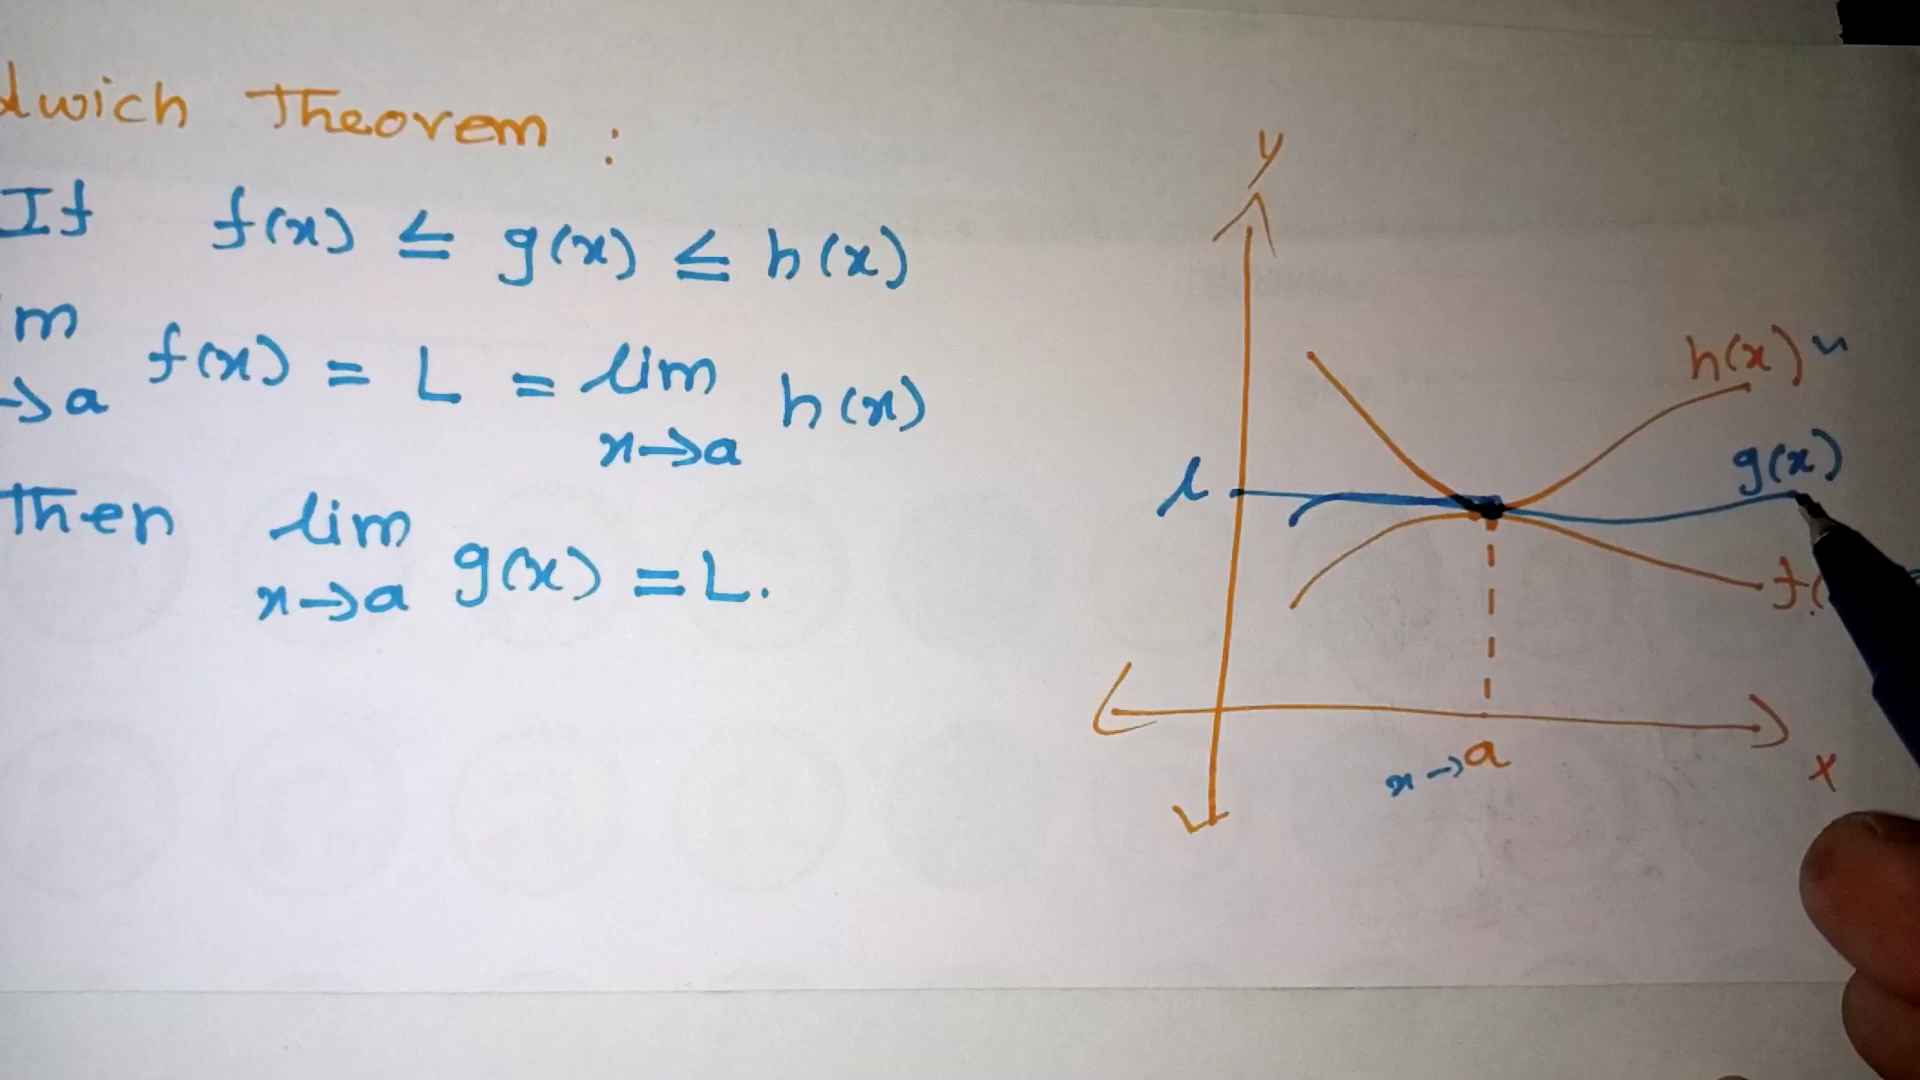 dwich Theorem :
If f(x) ≤ g(x) ≤ h(x)
m f(x) = L = lim h(x)
→a x→a
Then lim g(x) = L.
x→a
y
h(x)
g(x)
l
f(
x→a
x